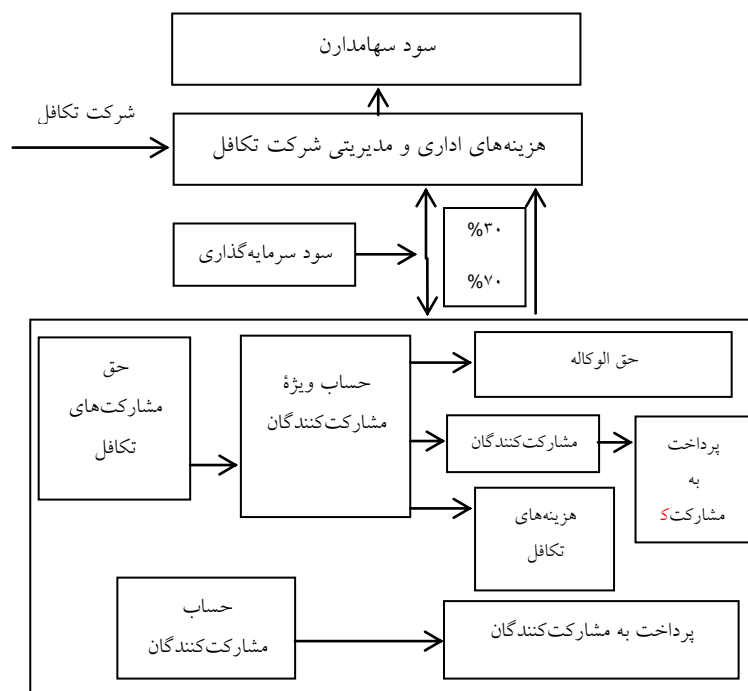 سود سهامدارن
شرکت تکافل
هزینه‌های اداری و مدیریتی شرکت تکافل
%۳۰
سود سرمایه‌گذاری
%۷۰
حق
مشارکت‌های
تکافل
حساب ویژهٔ
مشارکت‌کنندگان
حق الوکاله
مشارکت‌کنندگان
پرداخت
به
مشارکت‌ک
هزینه‌های
تکافل
حساب
مشارکت‌کنندگان
پرداخت به مشارکت‌کنندگان